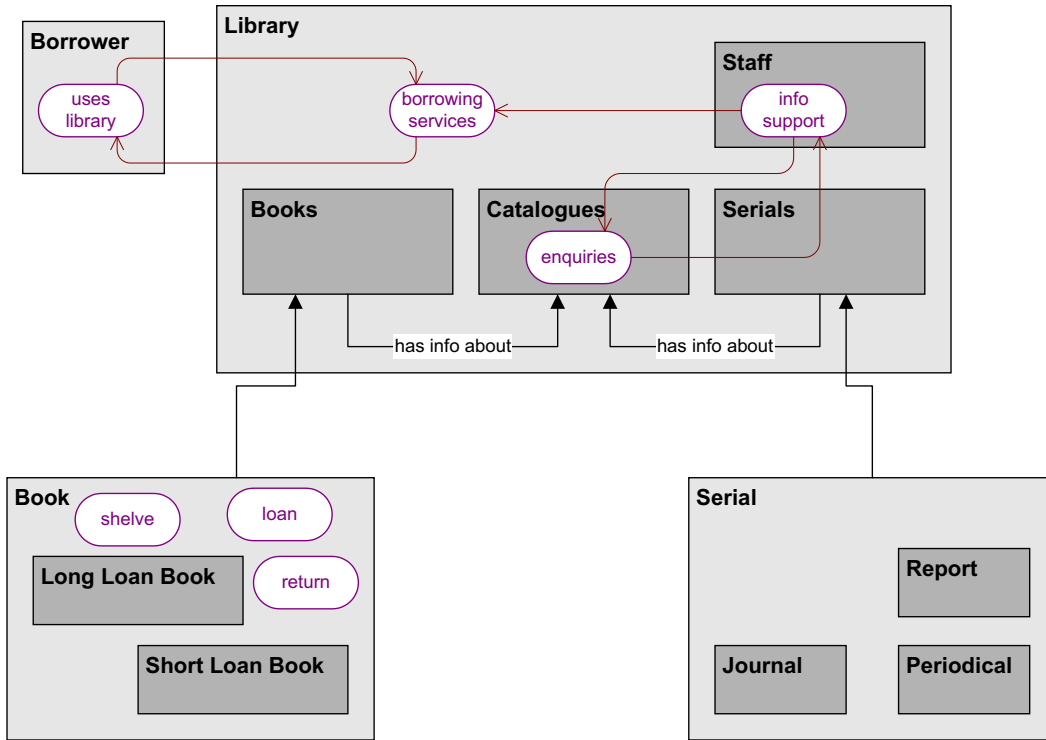 Borrower
uses
library
Library
borrowing
services
Staff
info
support
Books
Catalogues
enquiries
Serials
has info about
has info about
Book
shelve
loan
Long Loan Book
return
Short Loan Book
Serial
Report
Journal
Periodical